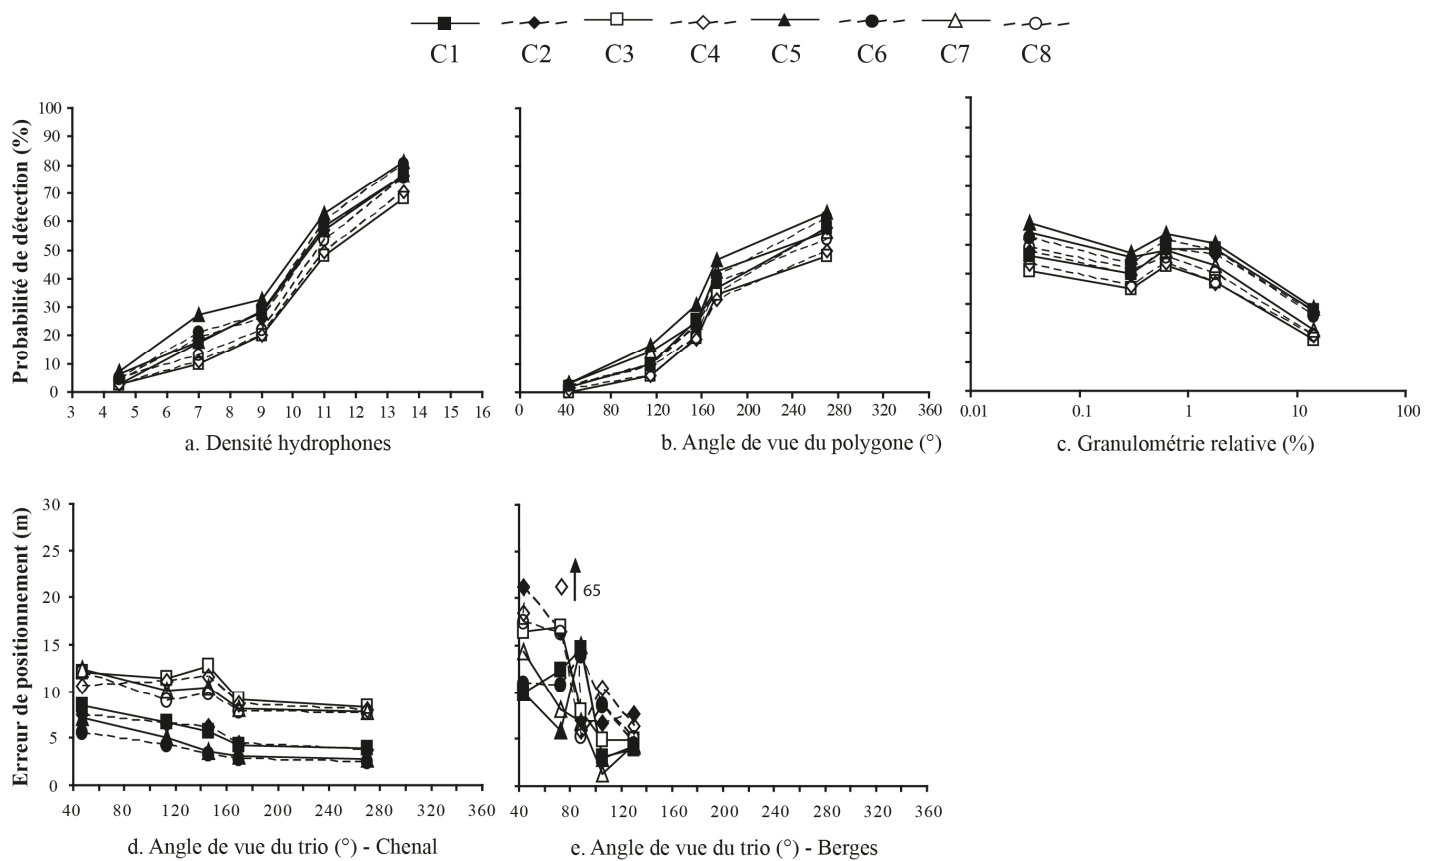 C1 C2 C3 C4 C5 C6 C7 C8
Probabilité de détection (%)
100
90
80
70
60
50
40
30
20
10
0
3 4 5 6 7 8 9 10 11 12 13 14 15 16
a. Densité hydrophones
0 40 80 120 160 200 240 280 320 360
b. Angle de vue du polygone (°)
0.01 0.1 1 10 100
c. Granulométrie relative (%)
Erreur de positionnement (m)
30
25
20
15
10
5
0
40 80 120 160 200 240 280 320 360
d. Angle de vue du trio (°) - Chenal
65
40 80 120 160 200 240 280 320 360
e. Angle de vue du trio (°) - Berges